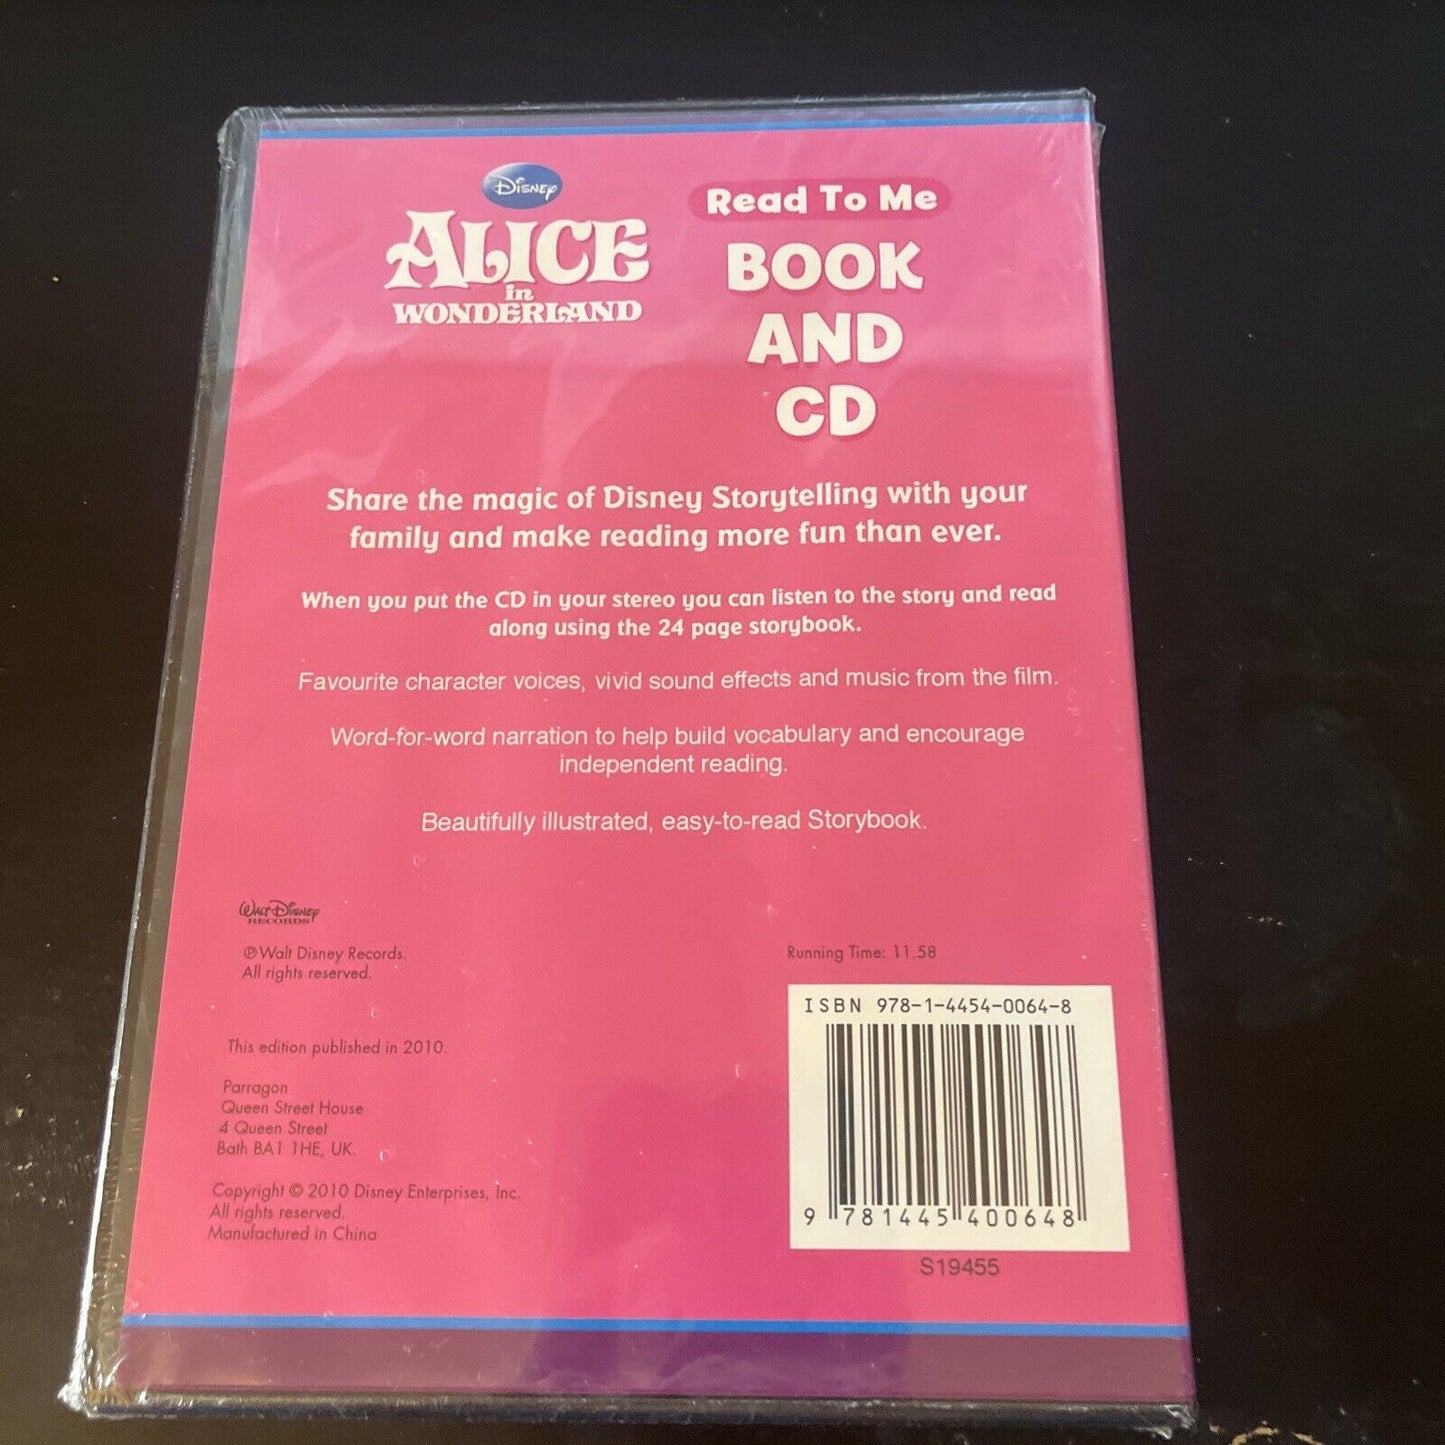 Disney
ALICE
in
WONDERLAND
Read To Me
BOOK
AND
CD
Share the magic of Disney Storytelling with your
family and make reading more fun than ever.
When you put the CD in your stereo you can listen to the story and read
along using the 24 page storybook.
Favourite character voices, vivid sound effects and music from the film.
Word-for-word narration to help build vocabulary and encourage
independent reading.
Beautifully illustrated, easy-to-read Storybook.
WALT DISNEY
RECORDS
℗ Walt Disney Records.
All rights reserved.
Running Time: 11.58
This edition published in 2010.
Parragon
Queen Street House
4 Queen Street
Bath BA1 1HE, UK.
Copyright © 2010 Disney Enterprises, Inc.
All rights reserved.
Manufactured in China
ISBN 978-1-4454-0064-8
9 781445 400648
S19455